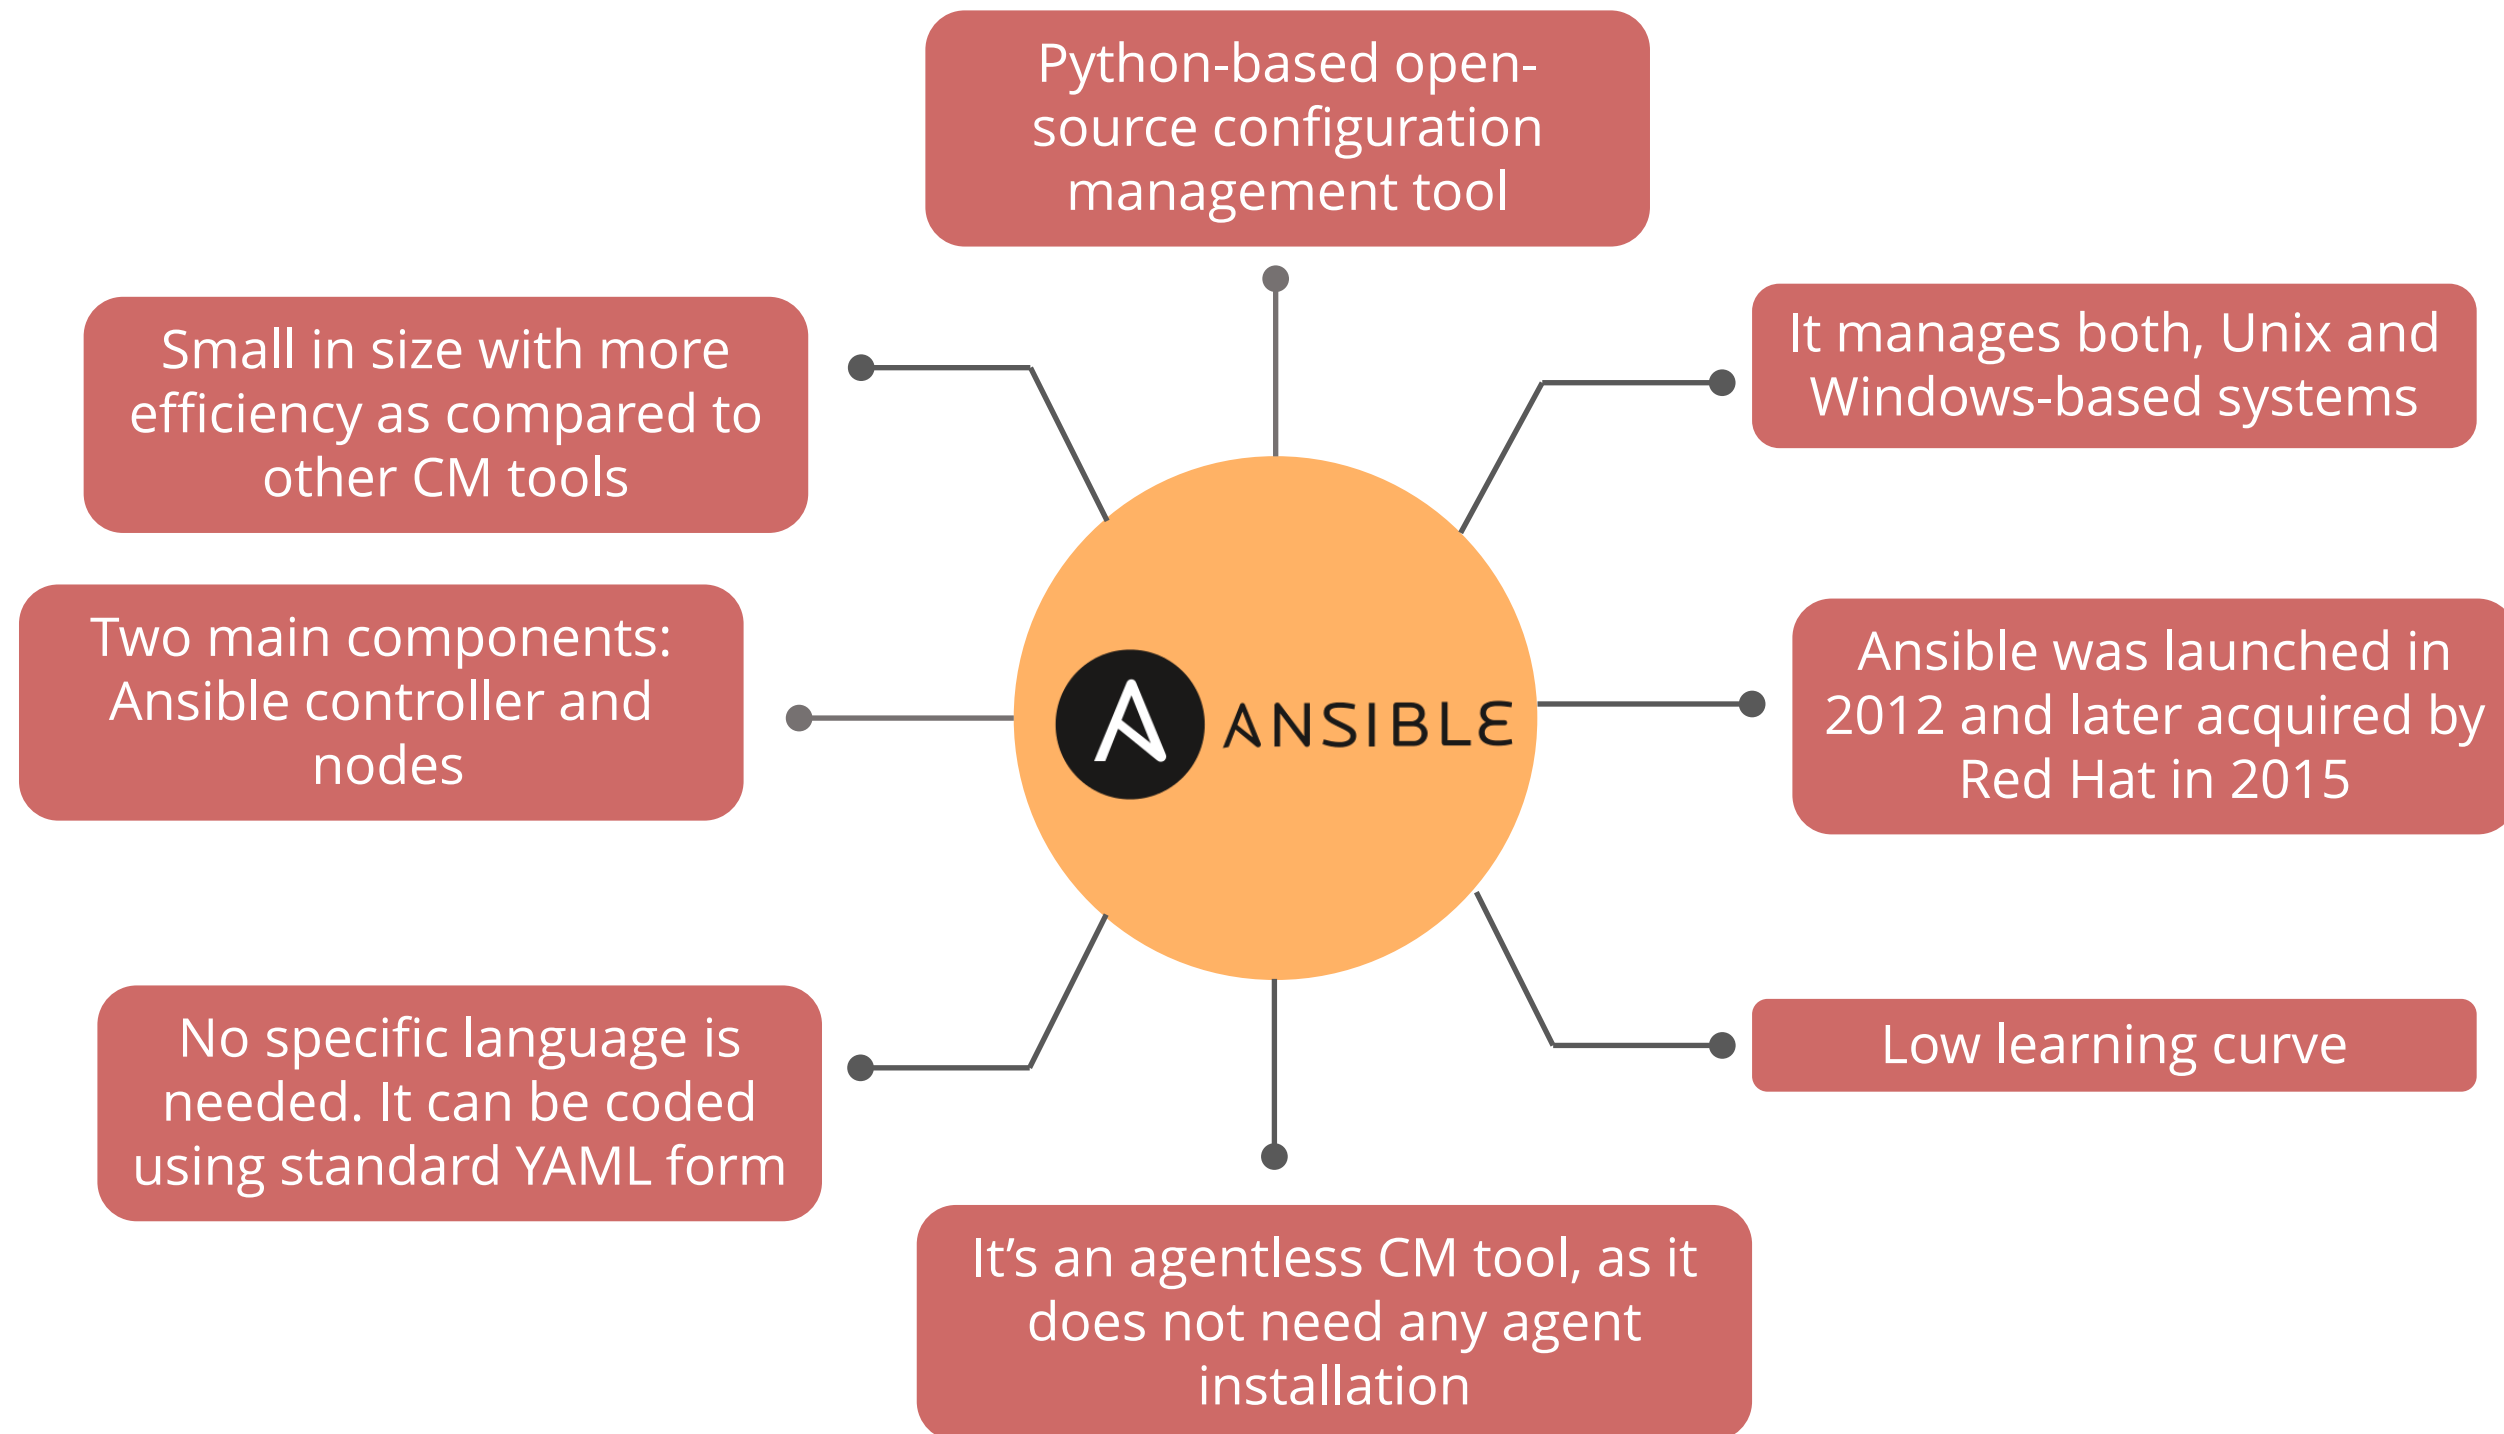 Python-based open-
source configuration
management tool
Small in size with more
efficiency as compared to
other CM tools
It manages both, Unix and
Windows-based systems
Two main components:
Ansible controller and
nodes
ANSIBLE
Ansible was launched in
2012 and later acquired by
Red Hat in 2015
No specific language is
needed. It can be coded
using standard YAML form
Low learning curve
It’s an agentless CM tool, as it
does not need any agent
installation